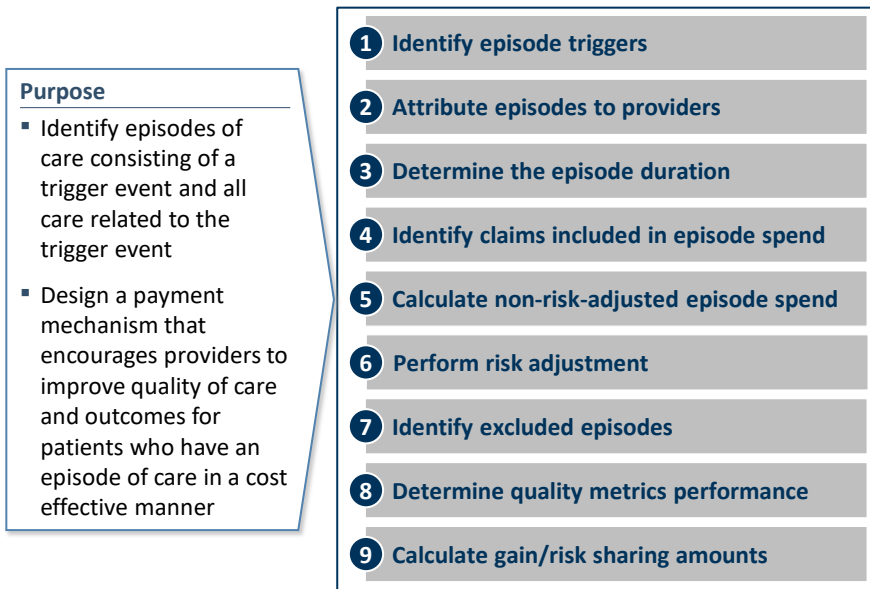 Purpose
▪ Identify episodes of
care consisting of a
trigger event and all
care related to the
trigger event
▪ Design a payment
mechanism that
encourages providers to
improve quality of care
and outcomes for
patients who have an
episode of care in a cost
effective manner
1 Identify episode triggers
2 Attribute episodes to providers
3 Determine the episode duration
4 Identify claims included in episode spend
5 Calculate non-risk-adjusted episode spend
6 Perform risk adjustment
7 Identify excluded episodes
8 Determine quality metrics performance
9 Calculate gain/risk sharing amounts